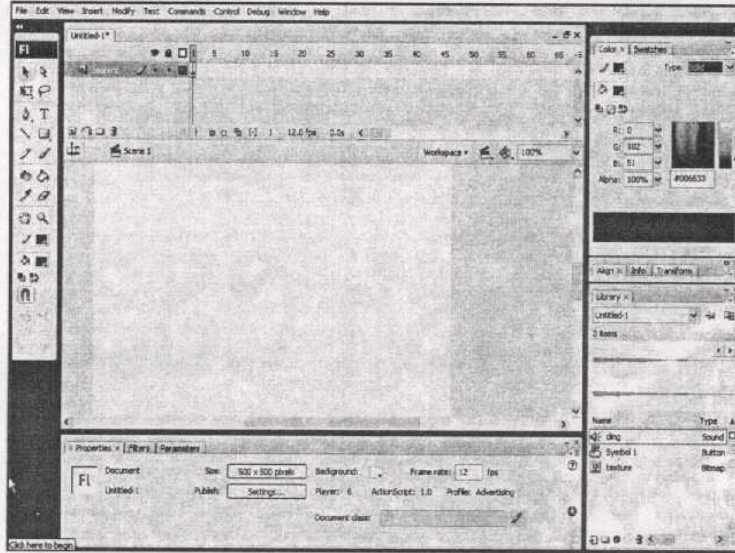 File Edit View Insert Modify Text Commands Control Debug Window Help
Untitled-1*
Fl
1 5 10 15 20 25 30 35 40 45 50 55 60 65
1 12.0 fps 0.0s
Scene 1
Workspace
100%
Color Swatches
Type:
R: 0
G: 102
B: 51
Alpha: 100%
#006633
Align Info Transform
Library
Untitled-1
3 items
Name Type
ding Sound
Symbol 1 Button
texture Bitmap
Properties Filters Parameters
Fl
Document
Untitled-1
Size: 500 x 500 pixels
Publish: Settings...
Background:
Frame rate: 12 fps
Player: 6 ActionScript: 1.0 Profile: Advertising
Document class:
Click here to begin